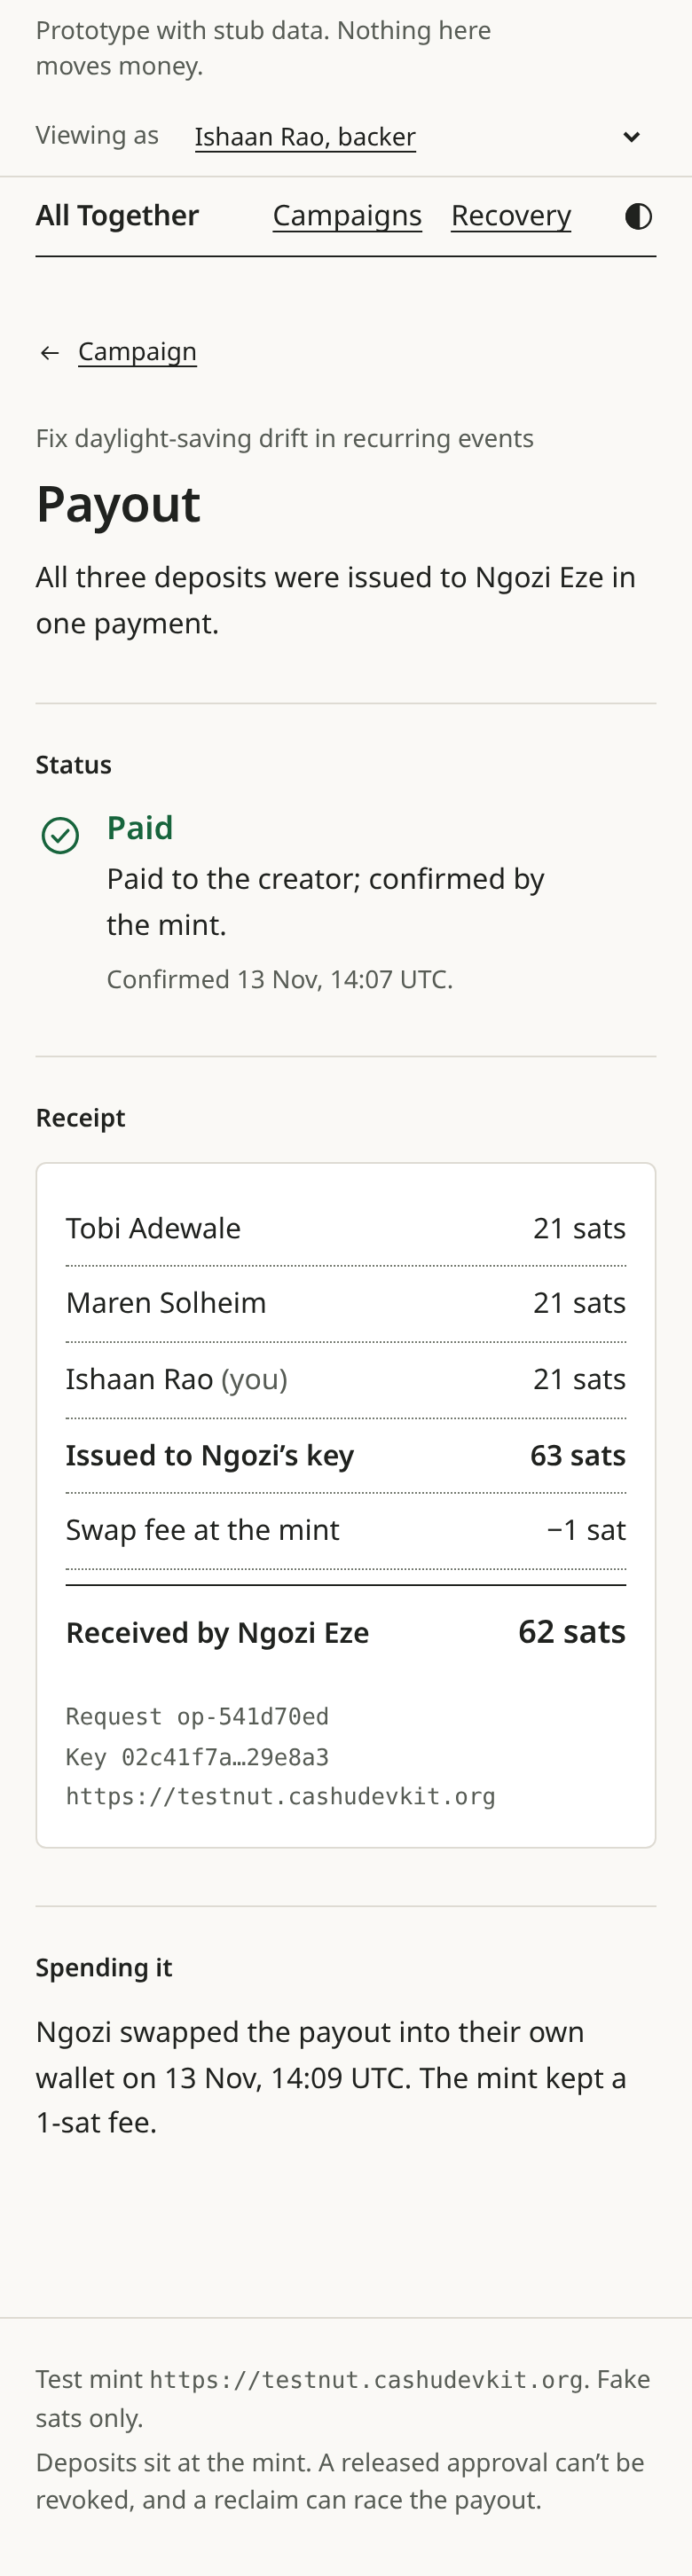 Prototype with stub data. Nothing here
moves money.
Viewing as Ishaan Rao, backer
All Together Campaigns Recovery
← Campaign
Fix daylight-saving drift in recurring events
Payout
All three deposits were issued to Ngozi Eze in
one payment.
Status
Paid
Paid to the creator; confirmed by
the mint.
Confirmed 13 Nov, 14:07 UTC.
Receipt
Tobi Adewale 21 sats
Maren Solheim 21 sats
Ishaan Rao (you) 21 sats
Issued to Ngozi’s key 63 sats
Swap fee at the mint −1 sat
Received by Ngozi Eze 62 sats
Request op-541d70ed
Key 02c41f7a…29e8a3
https://testnut.cashudevkit.org
Spending it
Ngozi swapped the payout into their own
wallet on 13 Nov, 14:09 UTC. The mint kept a
1-sat fee.
Test mint https://testnut.cashudevkit.org. Fake
sats only.
Deposits sit at the mint. A released approval can’t be
revoked, and a reclaim can race the payout.